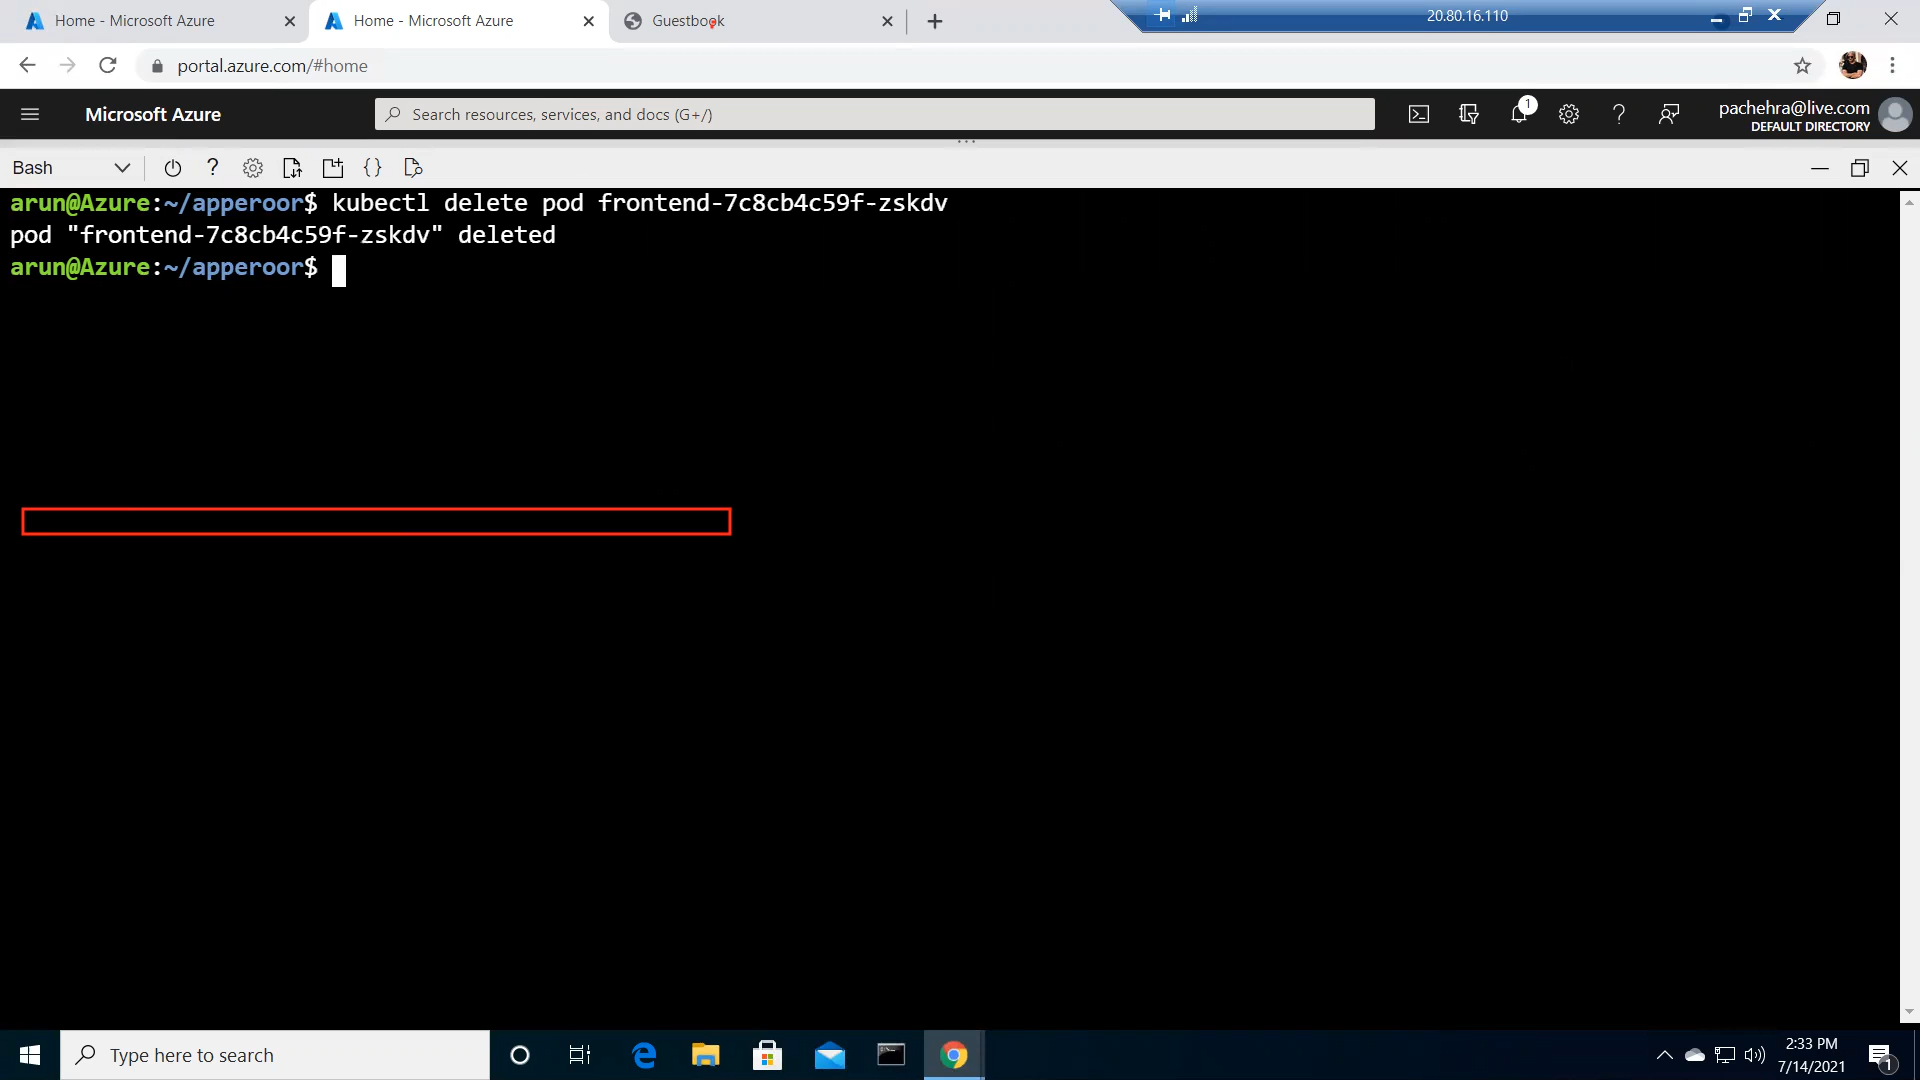 Home - Microsoft Azure
Home - Microsoft Azure
Guestbook
20.80.16.110
portal.azure.com/#home
Microsoft Azure
Search resources, services, and docs (G+/)
1
pachehra@live.com
DEFAULT DIRECTORY
Bash
arun@Azure:~/apperoor$ kubectl delete pod frontend-7c8cb4c59f-zskdv
pod "frontend-7c8cb4c59f-zskdv" deleted
arun@Azure:~/apperoor$
Type here to search
2:33 PM
7/14/2021
1